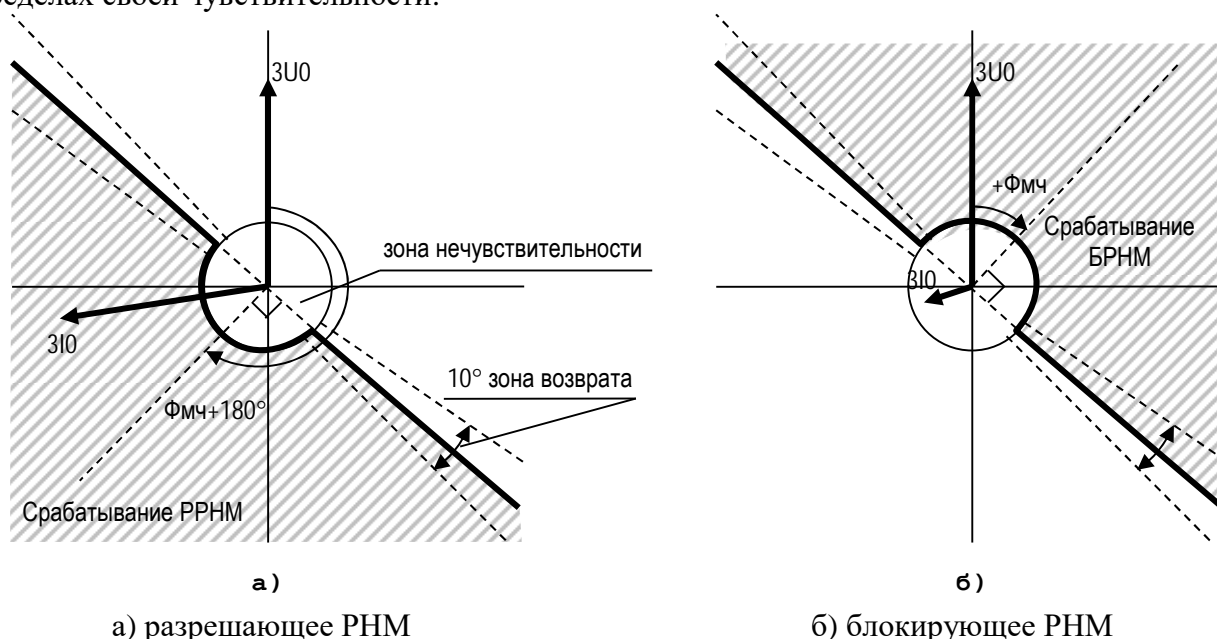 ределах своей чувствительности.
3U0
зона нечувствительности
3I0
10° зона возврата
Фмч+180°
Срабатывание РРНМ
3U0
+Фмч
Срабатывание
БРНМ
3I0
а)
б)
а) разрешающее РНМ
б) блокирующее РНМ